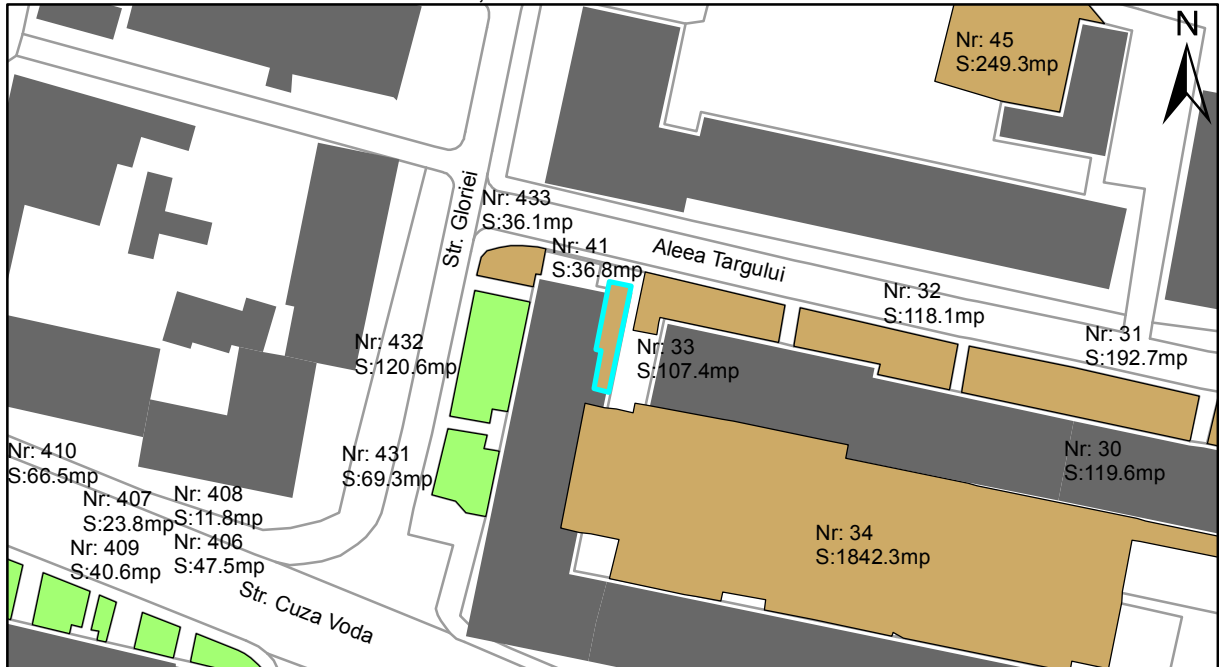 N
Nr: 45
S:249.3mp
Str. Gloriei
Nr: 433
S:36.1mp
Nr: 41
S:36.8mp
Aleea Targului
Nr: 32
S:118.1mp
Nr: 31
S:192.7mp
Nr: 432
S:120.6mp
Nr: 33
S:107.4mp
Nr: 410
S:66.5mp
Nr: 431
S:69.3mp
Nr: 30
S:119.6mp
Nr: 407
S:23.8mp
Nr: 408
S:11.8mp
Nr: 409
S:40.6mp
Nr: 406
S:47.5mp
Nr: 34
S:1842.3mp
Str. Cuza Voda